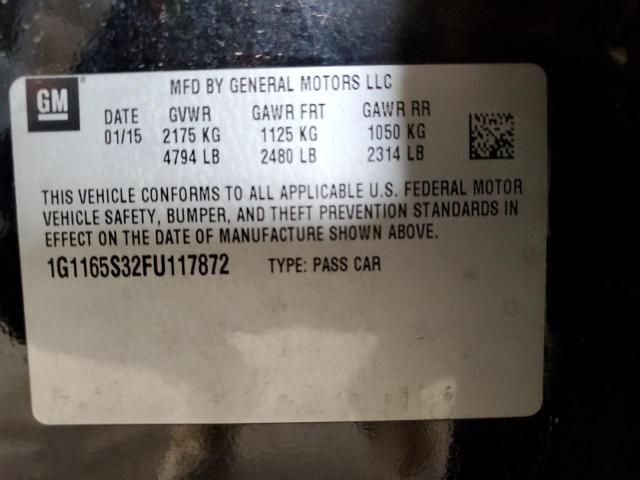 GM
MFD BY GENERAL MOTORS LLC
DATE GVWR GAWR FRT GAWR RR
01/15 2175 KG 1125 KG 1050 KG
4794 LB 2480 LB 2314 LB
THIS VEHICLE CONFORMS TO ALL APPLICABLE U.S. FEDERAL MOTOR
VEHICLE SAFETY, BUMPER, AND THEFT PREVENTION STANDARDS IN
EFFECT ON THE DATE OF MANUFACTURE SHOWN ABOVE.
1G1165S32FU117872 TYPE: PASS CAR